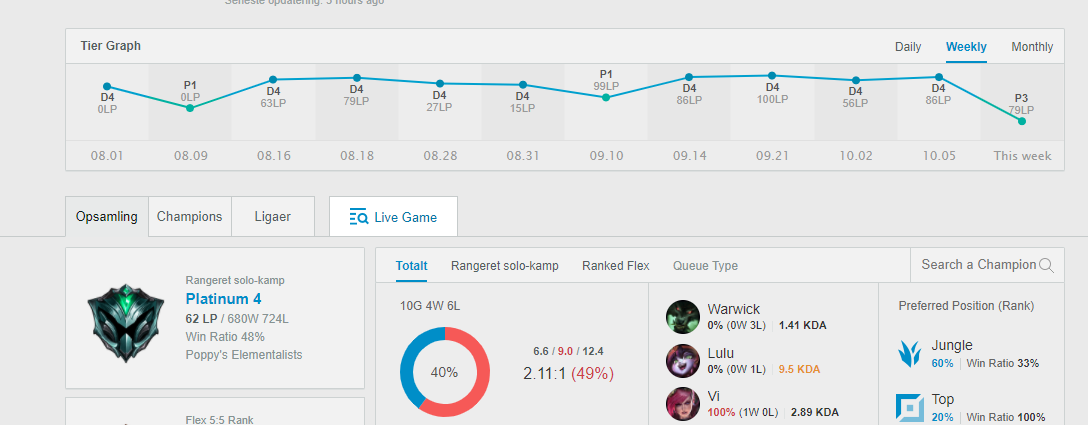 Seneste opdatering: 5 hours ago
Tier Graph
Daily Weekly Monthly
D4 0LP
P1 0LP
D4 63LP
D4 79LP
D4 27LP
D4 15LP
P1 99LP
D4 86LP
D4 100LP
D4 56LP
D4 86LP
P3 79LP
08.01 08.09 08.16 08.18 08.28 08.31 09.10 09.14 09.21 10.02 10.05 This week
Opsamling Champions Ligaer Live Game
Rangeret solo-kamp
Platinum 4
62 LP / 680W 724L
Win Ratio 48%
Poppy's Elementalists
Flex 5:5 Rank
Totalt Rangeret solo-kamp Ranked Flex Queue Type Search a Champion
10G 4W 6L
40%
6.6 / 9.0 / 12.4
2.11:1 (49%)
Warwick
0% (0W 3L) 1.41 KDA
Lulu
0% (0W 1L) 9.5 KDA
Vi
100% (1W 0L) 2.89 KDA
Preferred Position (Rank)
Jungle
60% Win Ratio 33%
Top
20% Win Ratio 100%